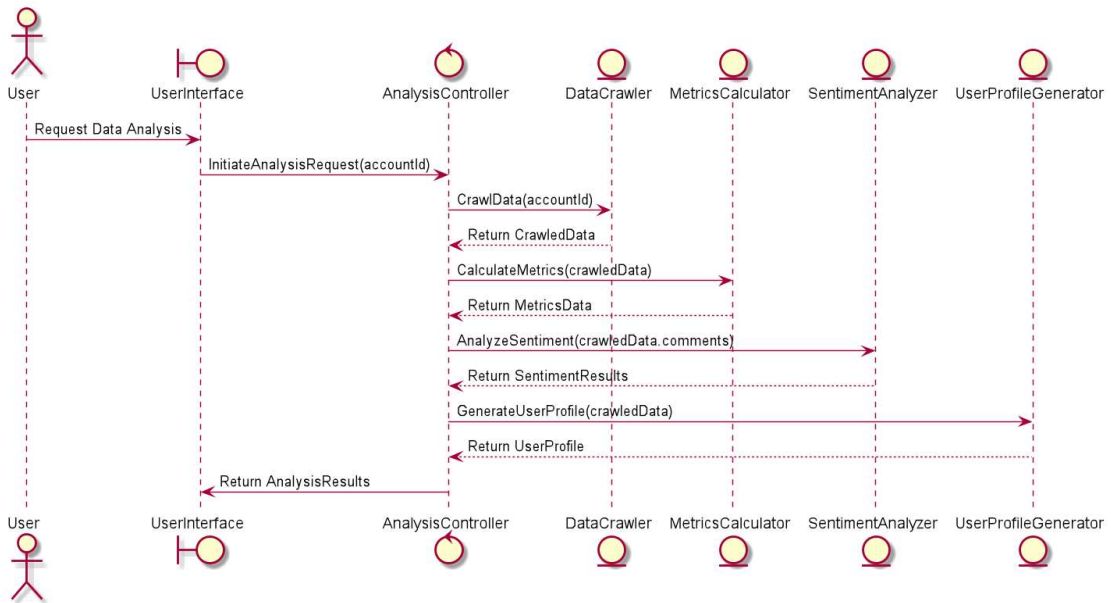 User UserInterface AnalysisController DataCrawler MetricsCalculator SentimentAnalyzer UserProfileGenerator
Request Data Analysis
InitiateAnalysisRequest(accountId)
CrawlData(accountId)
Return CrawledData
CalculateMetrics(crawledData)
Return MetricsData
AnalyzeSentiment(crawledData.comments)
Return SentimentResults
GenerateUserProfile(crawledData)
Return UserProfile
Return AnalysisResults
User UserInterface AnalysisController DataCrawler MetricsCalculator SentimentAnalyzer UserProfileGenerator